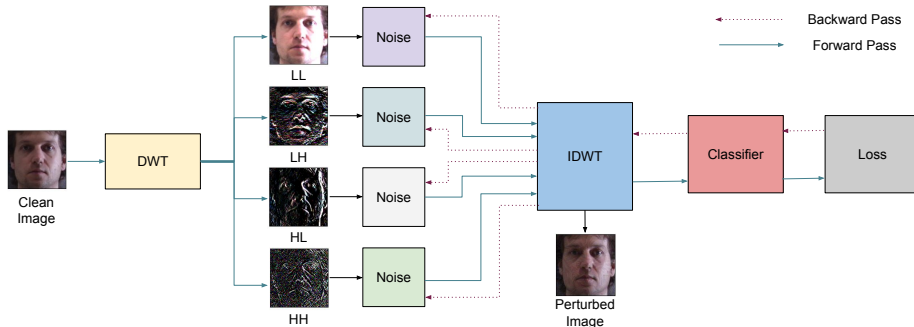 Backward Pass
Forward Pass
Noise
LL
Noise
LH
DWT
IDWT
Classifier
Loss
Clean
Image
Noise
HL
Noise
HH
Perturbed
Image